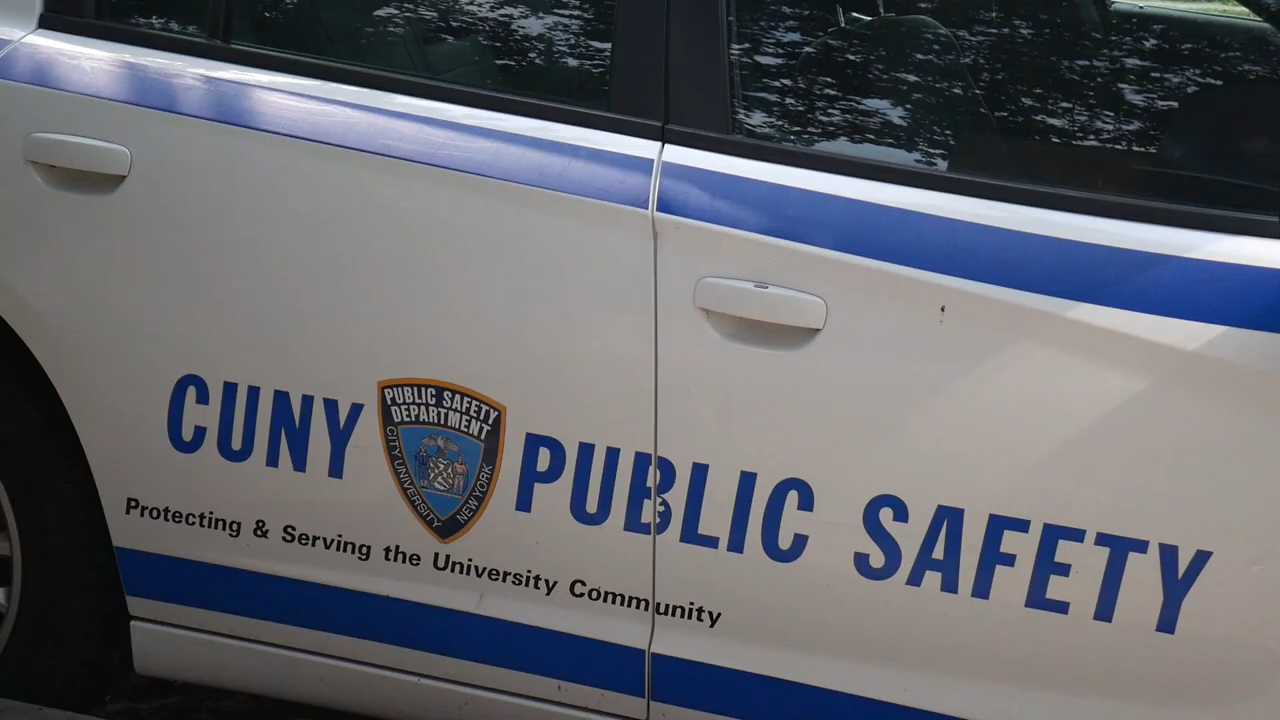 CUNY PUBLIC SAFETY
PUBLIC SAFETY
DEPARTMENT
CITY UNIVERSITY
NEW YORK
Protecting & Serving the University Community